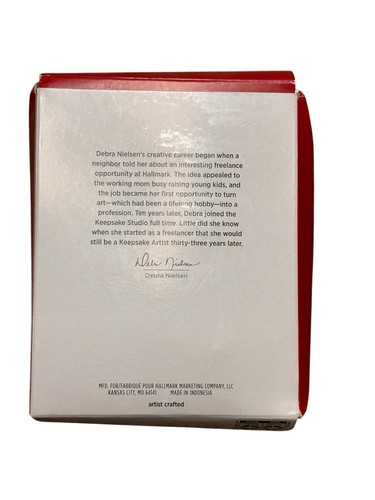 Debra Nielsen's creative career began when a
neighbor told her about an interesting freelance
opportunity at Hallmark. The idea appealed to
the working mom busy raising young kids, and
the job became her first opportunity to turn
art—which had been a lifelong hobby—into a
profession. Ten years later, Debra joined the
Keepsake Studio full time. Little did she know
when she started as a freelancer that she would
still be a Keepsake Artist thirty-three years later.
Debra Nielsen
Debra Nielsen
MFD. FOR/FABRIQUÉ POUR HALLMARK MARKETING COMPANY, LLC
KANSAS CITY, MO 64141 MADE IN INDONESIA
artist crafted